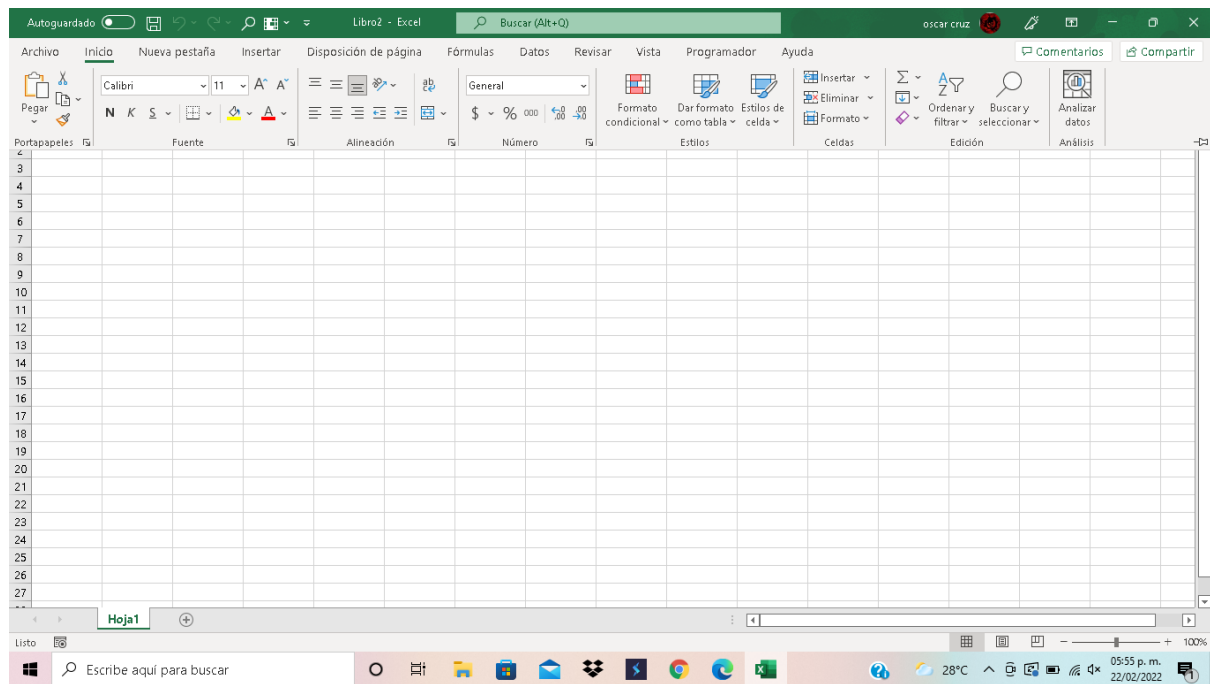 Autoguardado Libro2 - Excel Buscar (Alt+Q) oscar cruz
Archivo Inicio Nueva pestaña Insertar Disposición de página Fórmulas Datos Revisar Vista Programador Ayuda Comentarios Compartir
Pegar
Calibri 11
N K S
ab
General
$ % 000
Formato condicional
Dar formato como tabla
Estilos de celda
Insertar
Eliminar
Formato
Ordenar y filtrar
Buscar y seleccionar
Analizar datos
Portapapeles Fuente Alineación Número Estilos Celdas Edición Análisis
2
3
4
5
6
7
8
9
10
11
12
13
14
15
16
17
18
19
20
21
22
23
24
25
26
27
Hoja1
Listo 100%
Escribe aquí para buscar 28°C 05:55 p. m.
22/02/2022